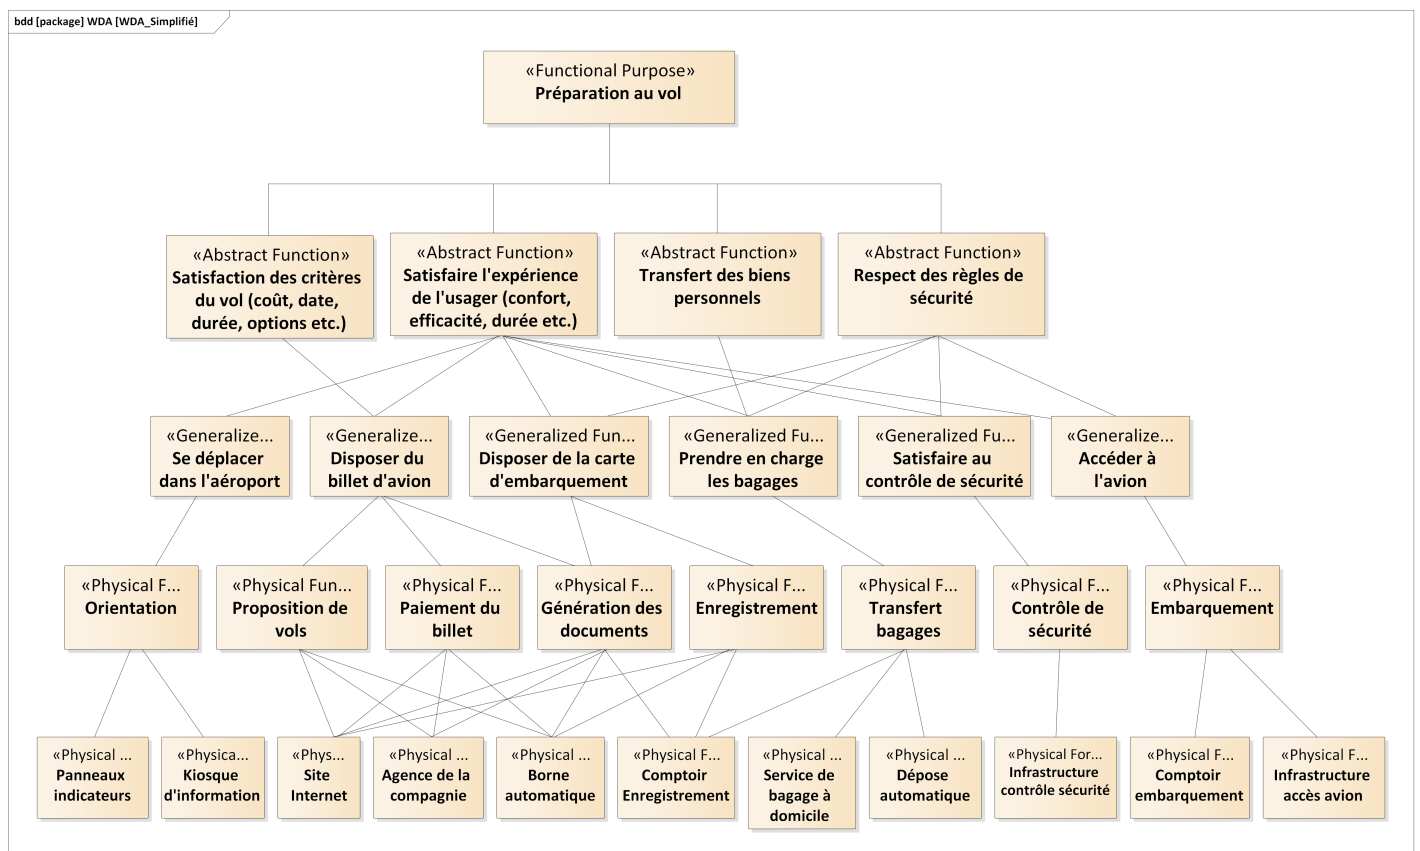 bdd [package] WDA [WDA_Simplifié]
«Functional Purpose»
Préparation au vol
«Abstract Function»
Satisfaction des critères
du vol (coût, date,
durée, options etc.)
«Abstract Function»
Satisfaire l'expérience
de l'usager (confort,
efficacité, durée etc.)
«Abstract Function»
Transfert des biens
personnels
«Abstract Function»
Respect des règles de
sécurité
«Generalize...
Se déplacer
dans l'aéroport
«Generalize...
Disposer du
billet d'avion
«Generalized Fun...
Disposer de la carte
d'embarquement
«Generalized Fu...
Prendre en charge
les bagages
«Generalized Fu...
Satisfaire au
contrôle de sécurité
«Generalize...
Accéder à
l'avion
«Physical F...
Orientation
«Physical Fun...
Proposition de
vols
«Physical F...
Paiement du
billet
«Physical F...
Génération des
documents
«Physical F...
Enregistrement
«Physical F...
Transfert
bagages
«Physical F...
Contrôle de
sécurité
«Physical F...
Embarquement
«Physical ...
Panneaux
indicateurs
«Physica...
Kiosque
d'information
«Phys...
Site
Internet
«Physical ...
Agence de la
compagnie
«Physical ...
Borne
automatique
«Physical F...
Comptoir
Enregistrement
«Physical ...
Service de
bagage à
domicile
«Physical ...
Dépose
automatique
«Physical For...
Infrastructure
contrôle sécurité
«Physical F...
Comptoir
embarquement
«Physical F...
Infrastructure
accès avion